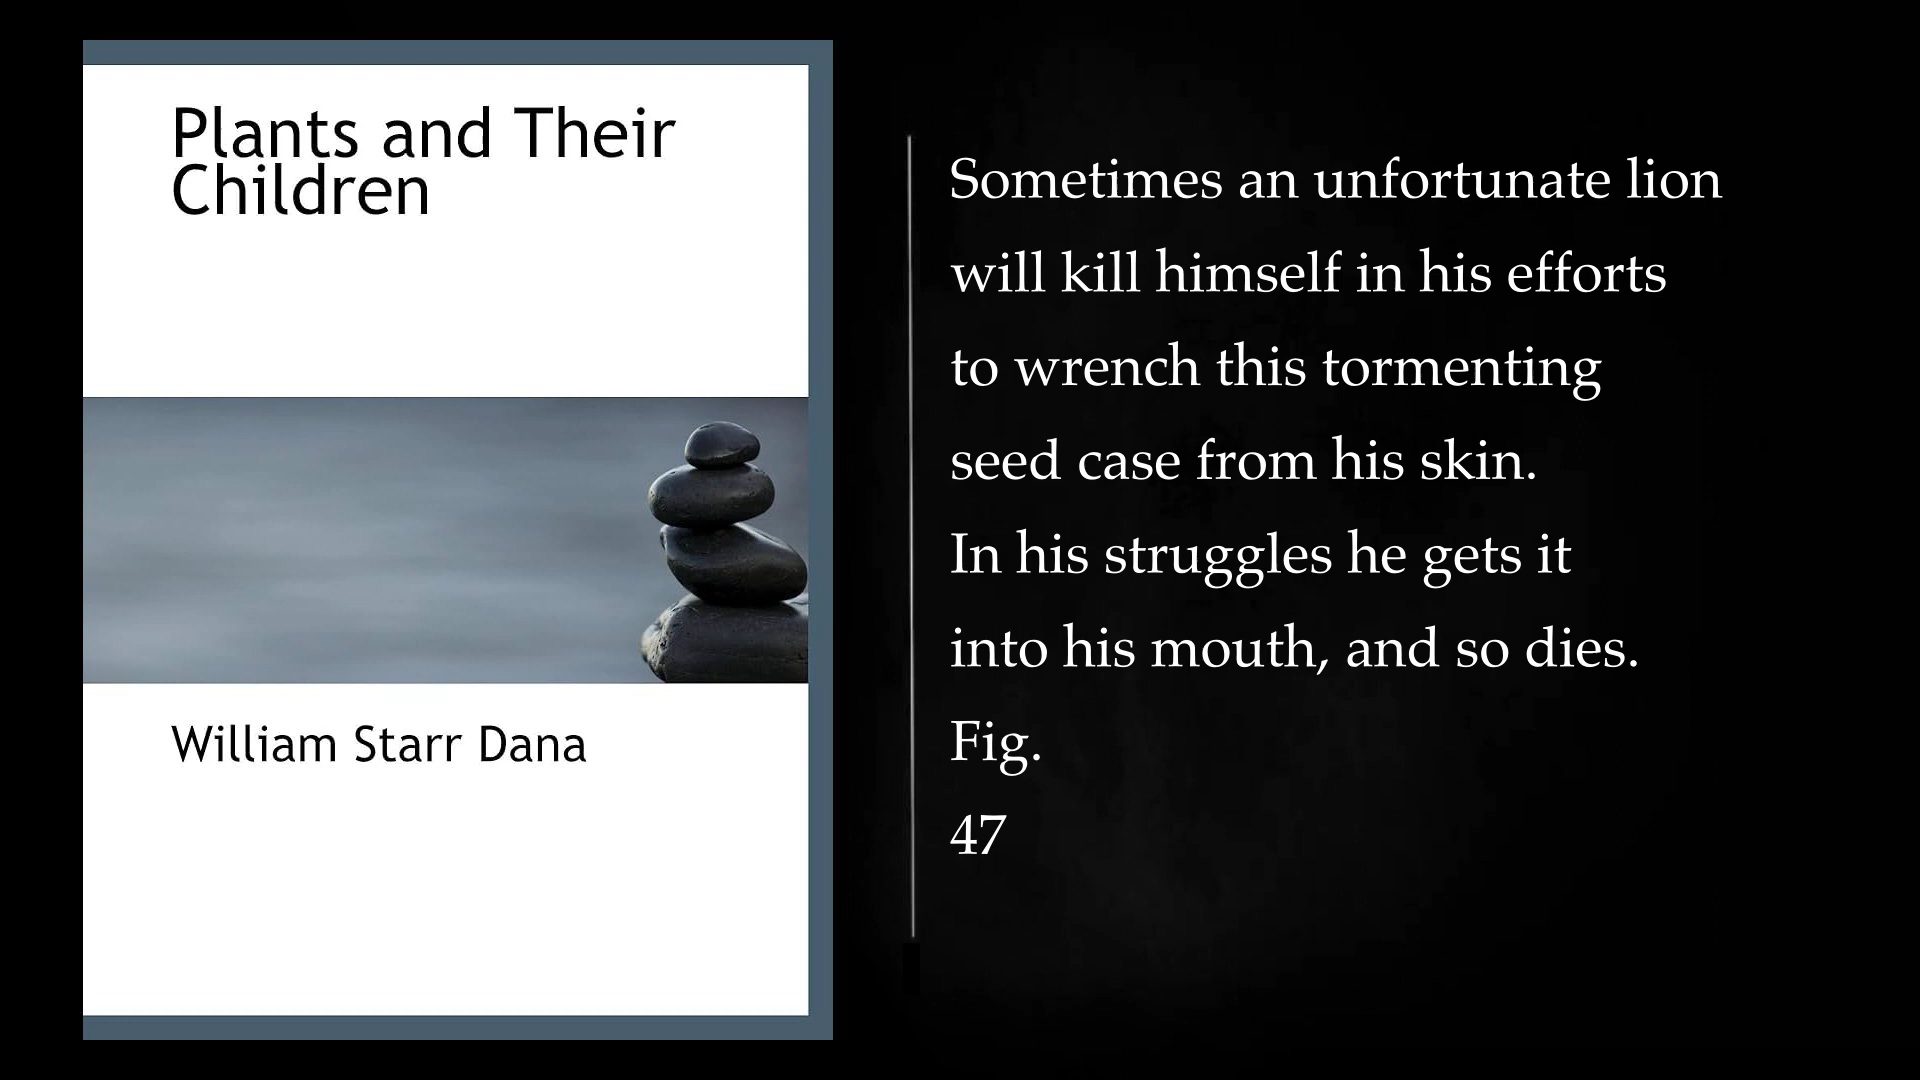 Plants and Their
Children
William Starr Dana
Sometimes an unfortunate lion
will kill himself in his efforts
to wrench this tormenting
seed case from his skin.
In his struggles he gets it
into his mouth, and so dies.
Fig.
47